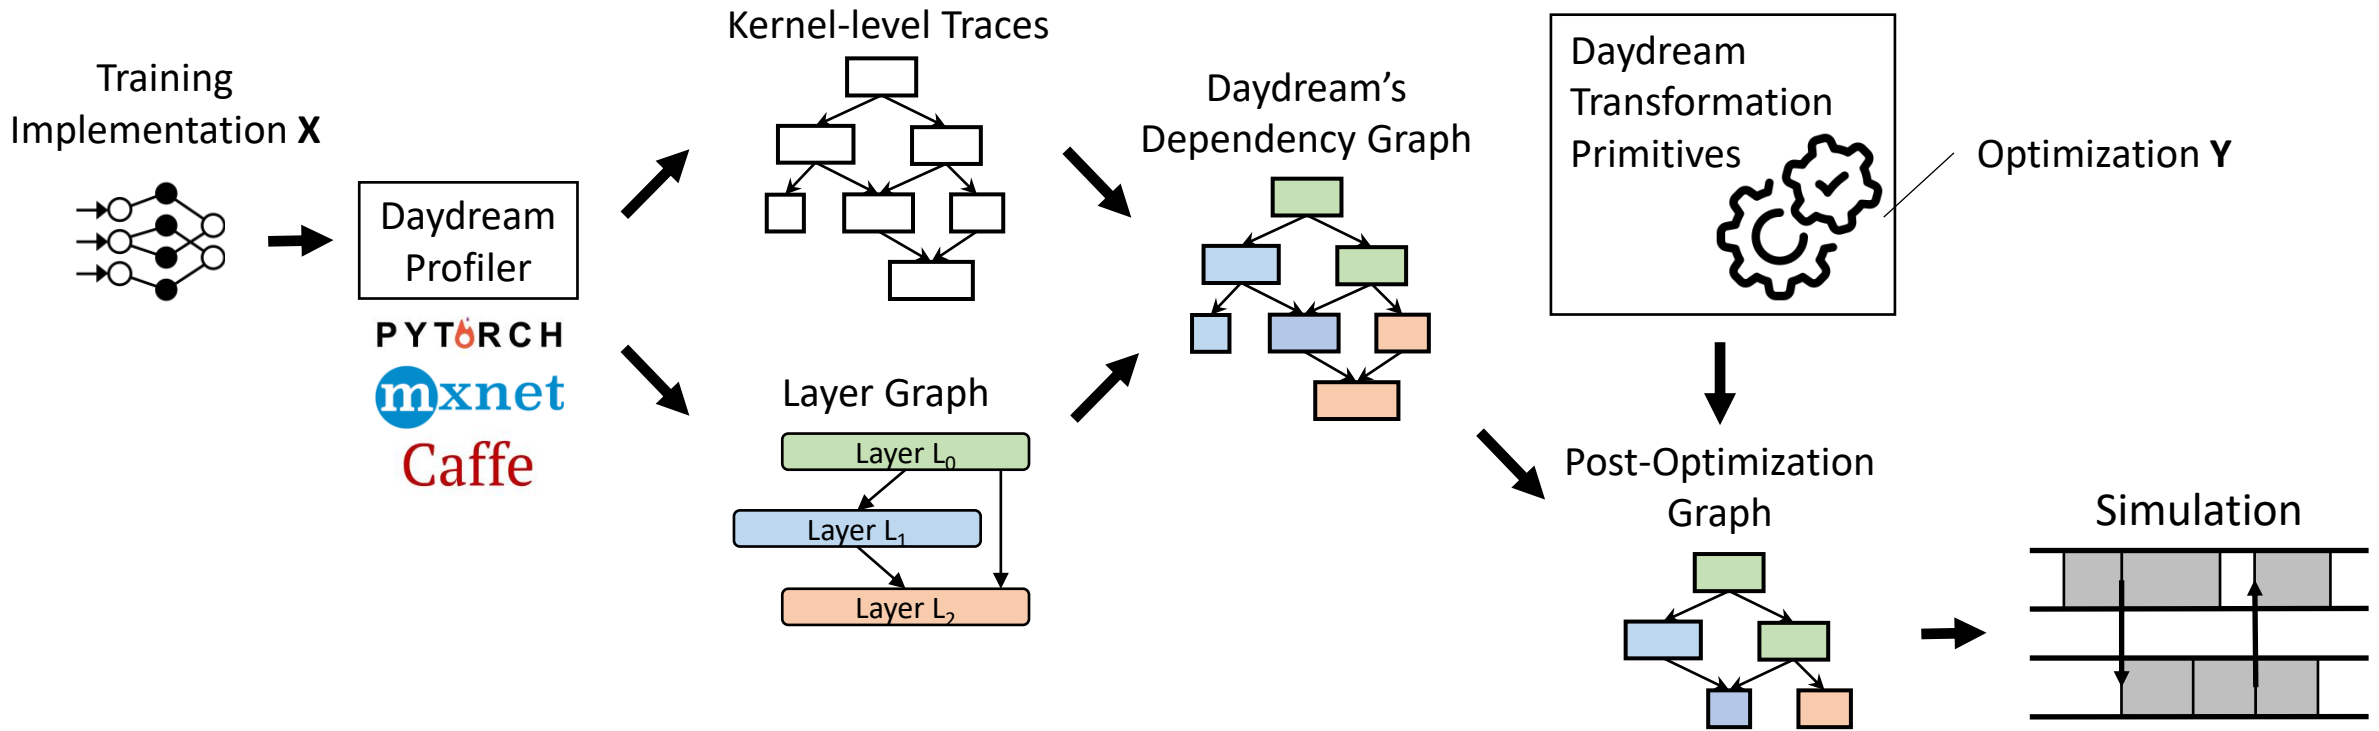 Training
Implementation X
Daydream
Profiler
PYTORCH
mxnet
Caffe
Kernel-level Traces
Layer Graph
Layer L0
Layer L1
Layer L2
Daydream's
Dependency Graph
Daydream
Transformation
Primitives
Optimization Y
Post-Optimization
Graph
Simulation